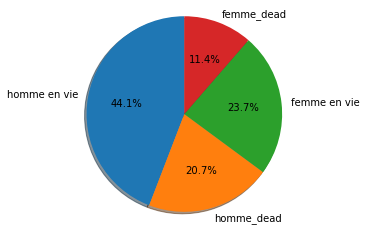 femme_dead
11.4%
homme en vie
44.1%
23.7%
femme en vie
20.7%
homme_dead